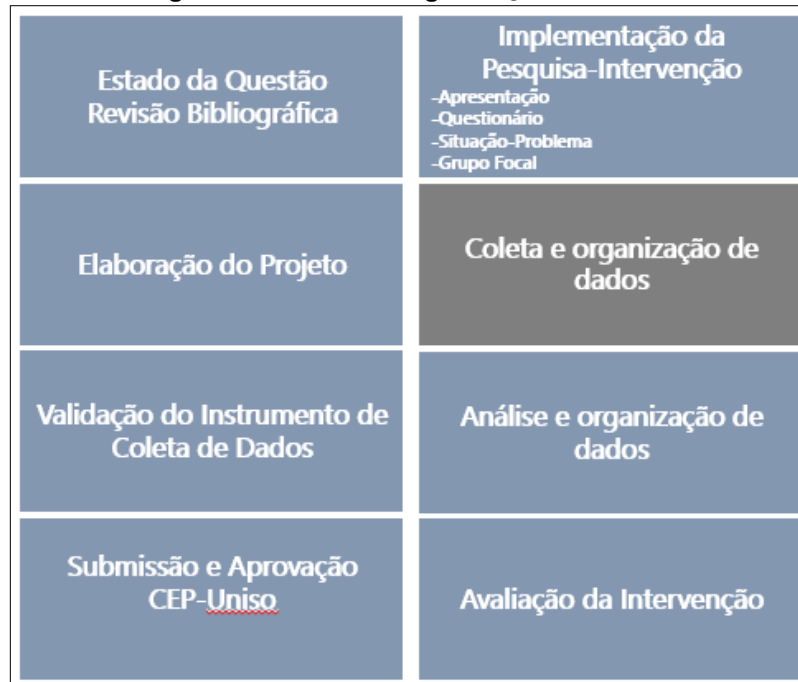 Estado da Questão
Revisão Bibliográfica
Elaboração do Projeto
Validação do Instrumento de
Coleta de Dados
Submissão e Aprovação
CEP-Uniso
Implementação da
Pesquisa-Intervenção
-Apresentação
-Questionário
-Situação-Problema
-Grupo Focal
Coleta e organização de
dados
Análise e organização de
dados
Avaliação da Intervenção